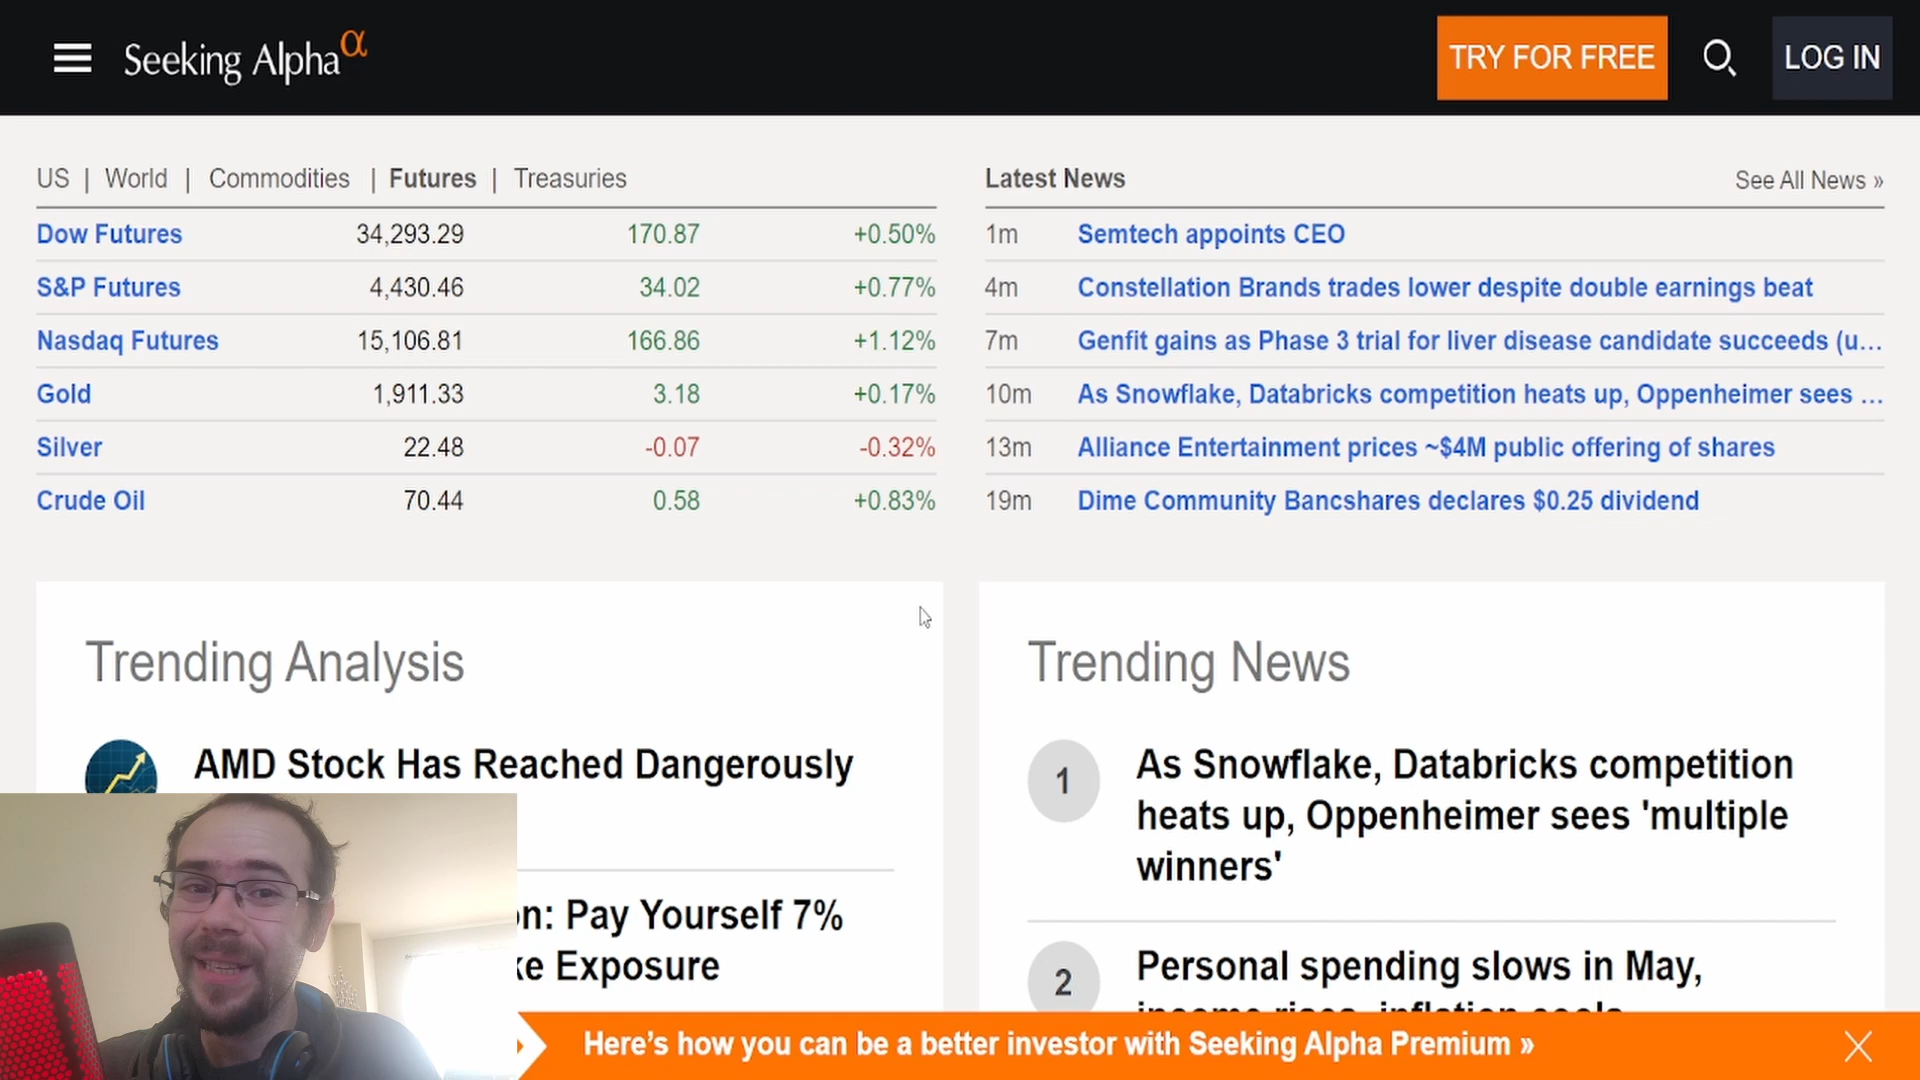 Seeking Alpha α
TRY FOR FREE
LOG IN
US | World | Commodities | Futures | Treasuries
Dow Futures 34,293.29 170.87 +0.50%
S&P Futures 4,430.46 34.02 +0.77%
Nasdaq Futures 15,106.81 166.86 +1.12%
Gold 1,911.33 3.18 +0.17%
Silver 22.48 -0.07 -0.32%
Crude Oil 70.44 0.58 +0.83%
Latest News See All News »
1m Semtech appoints CEO
4m Constellation Brands trades lower despite double earnings beat
7m Genfit gains as Phase 3 trial for liver disease candidate succeeds (u...
10m As Snowflake, Databricks competition heats up, Oppenheimer sees ...
13m Alliance Entertainment prices ~$4M public offering of shares
19m Dime Community Bancshares declares $0.25 dividend
Trending Analysis
AMD Stock Has Reached Dangerously
Pay Yourself 7%
Exposure
Trending News
1 As Snowflake, Databricks competition
heats up, Oppenheimer sees 'multiple
winners'
2 Personal spending slows in May,
Here's how you can be a better investor with Seeking Alpha Premium »